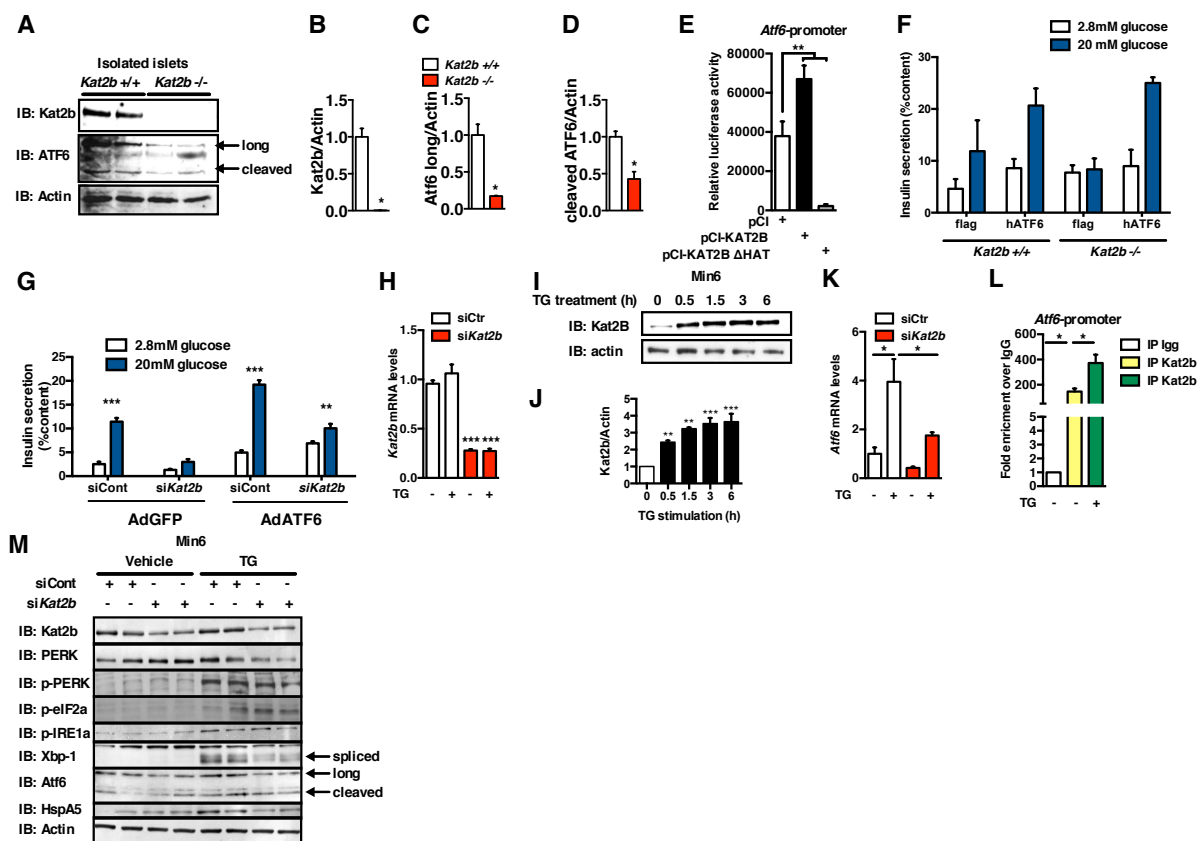 A
Isolated islets
Kat2b +/+ Kat2b -/-
IB: Kat2b
IB: ATF6
long
cleaved
IB: Actin
B
Kat2b/Actin
1.5
1.0
0.5
0.0
*
C
Kat2b +/+
Kat2b -/-
Atf6 long/Actin
1.5
1.0
0.5
0.0
*
D
cleaved ATF6/Actin
1.5
1.0
0.5
0.0
*
E
Atf6-promoter
Relative luciferase activity
80000
60000
40000
20000
0
**
pCI +
pCI-KAT2B +
pCI-KAT2B ΔHAT +
F
2.8mM glucose
20 mM glucose
Insulin secretion (%content)
30
20
10
0
flag hATF6 flag hATF6
Kat2b +/+ Kat2b -/-
G
2.8mM glucose
20mM glucose
Insulin secretion
(%content)
25
20
15
10
5
0
*** *** **
siCont siKat2b siCont siKat2b
AdGFP AdATF6
H
siCtr
siKat2b
Kat2b mRNA levels
1.5
1.0
0.5
0.0
*** ***
TG - + - +
I
Min6
TG treatment (h) 0 0.5 1.5 3 6
IB: Kat2B
IB: actin
J
Kat2b/Actin
5
4
3
2
1
0
** ** *** ***
0 0.5 1.5 3 6
TG stimulation (h)
K
siCtr
siKat2b
Atf6 mRNA levels
6
4
2
0
* *
TG - + - +
L
Atf6-promoter
Fold enricment over IgG
800
600
400
200
5
4
3
2
1
0
* *
IP Igg
IP Kat2b
IP Kat2b
TG - - +
M
Min6
Vehicle TG
siCont + + - - + + - -
siKat2b - - + + - - + +
IB: Kat2b
IB: PERK
IB: p-PERK
IB: p-eIF2a
IB: p-IRE1a
IB: Xbp-1
spliced
IB: Atf6
long
cleaved
IB: HspA5
IB: Actin